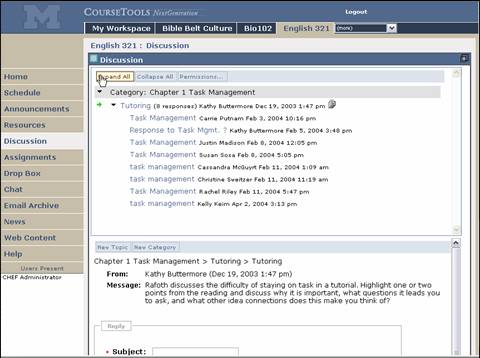 M COURSETOOLS NEXTGENERATION Logout
My Workspace Bible Belt Culture Bio102 English 321 (more)
English 321 : Discussion
Discussion
Expand All Collapse All Permissions...
Category: Chapter 1 Task Management
Tutoring (8 responses) Kathy Buttermore Dec 19, 2003 1:47 pm
Task Management Carrie Putnam Feb 3, 2004 10:16 pm
Response to Task Mgmt. ? Kathy Buttermore Feb 5, 2004 3:48 pm
Task Management Justin Madison Feb 8, 2004 12:05 pm
Task Management Susan Sosa Feb 8, 2004 5:05 pm
task management Cassandra McGuyrt Feb 11, 2004 1:09 am
task management Christine Sweitzer Feb 11, 2004 11:19 am
Task management Rachel Riley Feb 11, 2004 5:47 pm
task management Kelly Keim Apr 2, 2004 3:13 pm
Home
Schedule
Announcements
Resources
Discussion
Assignments
Drop Box
Chat
Email Archive
News
Web Content
Help
Users Present
CHEF Administrator
New Topic New Category
Chapter 1 Task Management > Tutoring > Tutoring
From: Kathy Buttermore (Dec 19, 2003 1:47 pm)
Message: Rafoth discusses the difficulty of staying on task in a tutorial. Highlight one or two
points from the reading and discuss why it is important, what questions it leads you
to ask, and what other idea connections does this make you think of?
Reply
* Subject: